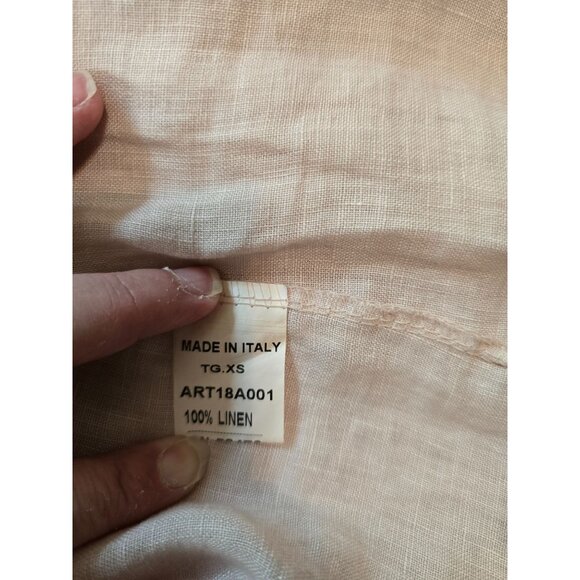 MADE IN ITALY
TG.XS
ART18A001
100% LINEN